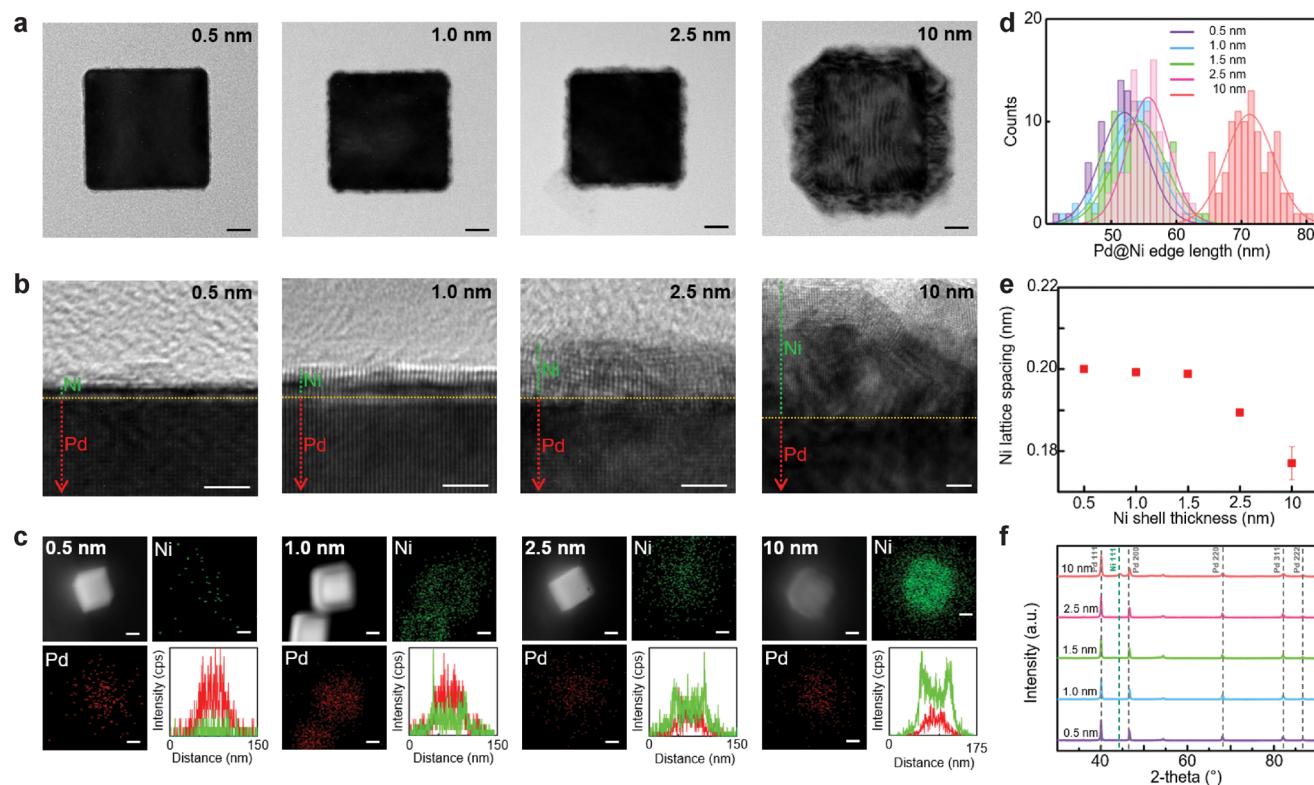 a
0.5 nm
1.0 nm
2.5 nm
10 nm
b
0.5 nm
Ni
Pd
1.0 nm
Ni
Pd
2.5 nm
Ni
Pd
10 nm
Ni
Pd
c
0.5 nm
Ni
Pd
Intensity (cps)
0
150
Distance (nm)
1.0 nm
Ni
Pd
Intensity (cps)
0
150
Distance (nm)
2.5 nm
Ni
Pd
Intensity (cps)
0
150
Distance (nm)
10 nm
Ni
Pd
Intensity (cps)
0
175
Distance (nm)
d
20
10
0
Counts
0.5 nm
1.0 nm
1.5 nm
2.5 nm
10 nm
50
60
70
80
Pd@Ni edge length (nm)
e
0.22
0.20
0.18
Ni lattice spacing (nm)
0.5
1.0
1.5
2.5
10
Ni shell thickness (nm)
f
Pd 111
Ni 111
Pd 200
Pd 220
Pd 311
Pd 222
10 nm
2.5 nm
1.5 nm
1.0 nm
0.5 nm
Intensity (a.u.)
40
60
80
2-theta (°)